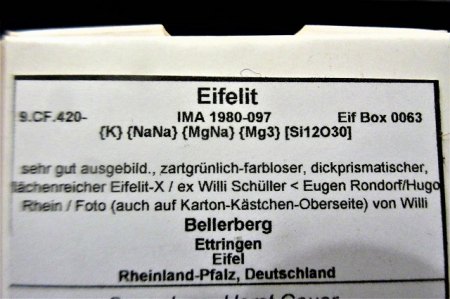 Eifelit
9.CF.420- IMA 1980-097 Eif Box 0063
{K} {NaNa} {MgNa} {Mg3} [Si12O30]
sehr gut ausgebild., zartgrünlich-farbloser, dickprismatischer,
flächenreicher Eifelit-X / ex Willi Schüller < Eugen Rondorf/Hugo
Rhein / Foto (auch auf Karton-Kästchen-Oberseite) von Willi
Bellerberg
Ettringen
Eifel
Rheinland-Pfalz, Deutschland